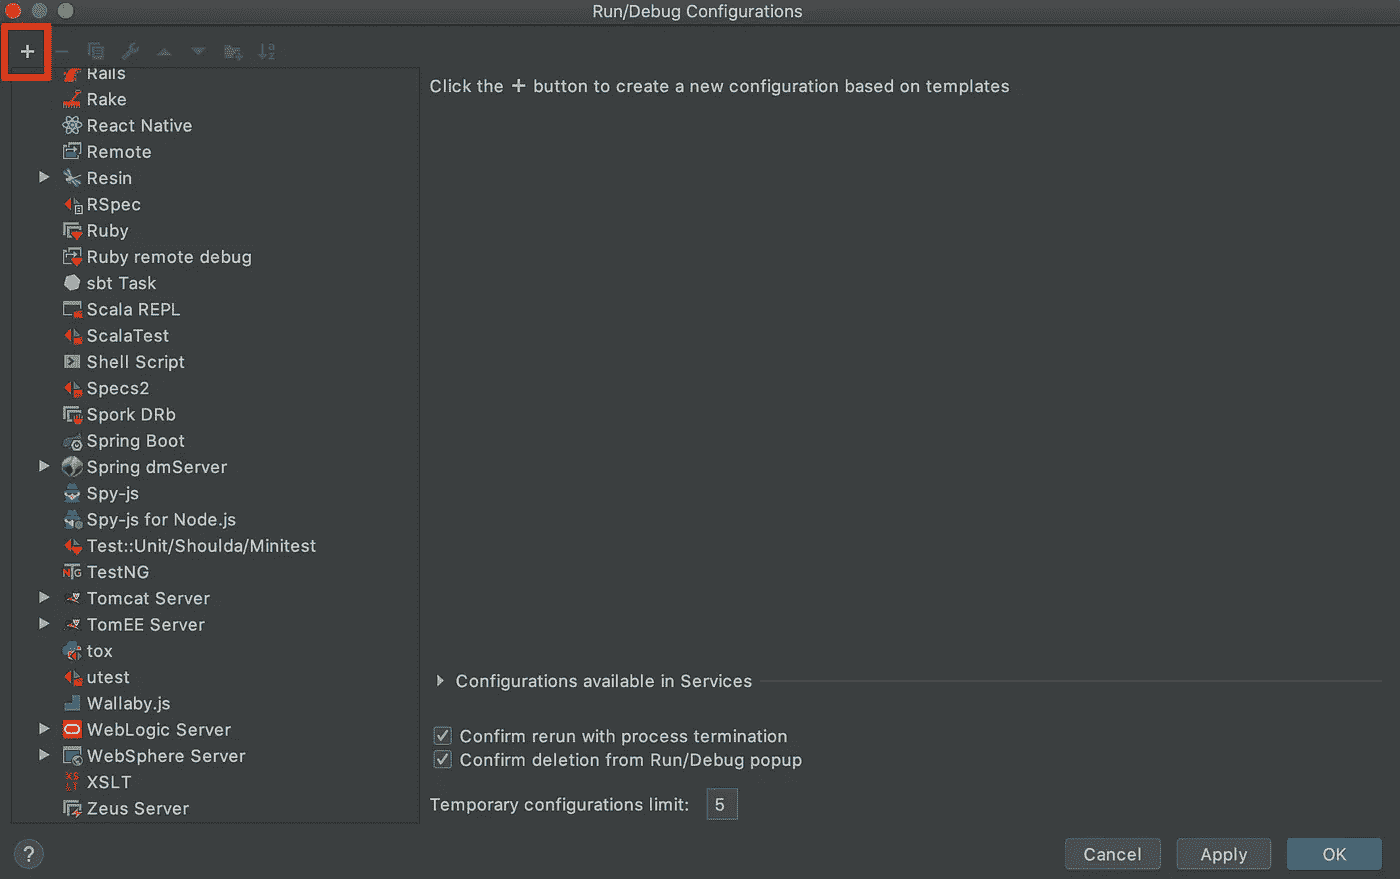 Run/Debug Configurations
Rails
Rake
React Native
Remote
Resin
RSpec
Ruby
Ruby remote debug
sbt Task
Scala REPL
ScalaTest
Shell Script
Specs2
Spork DRb
Spring Boot
Spring dmServer
Spy-js
Spy-js for Node.js
Test::Unit/Shoulda/Minitest
TestNG
Tomcat Server
TomEE Server
tox
utest
Wallaby.js
WebLogic Server
WebSphere Server
XSLT
Zeus Server
Click the + button to create a new configuration based on templates
Configurations available in Services
Confirm rerun with process termination
Confirm deletion from Run/Debug popup
Temporary configurations limit: 5
? Cancel Apply OK